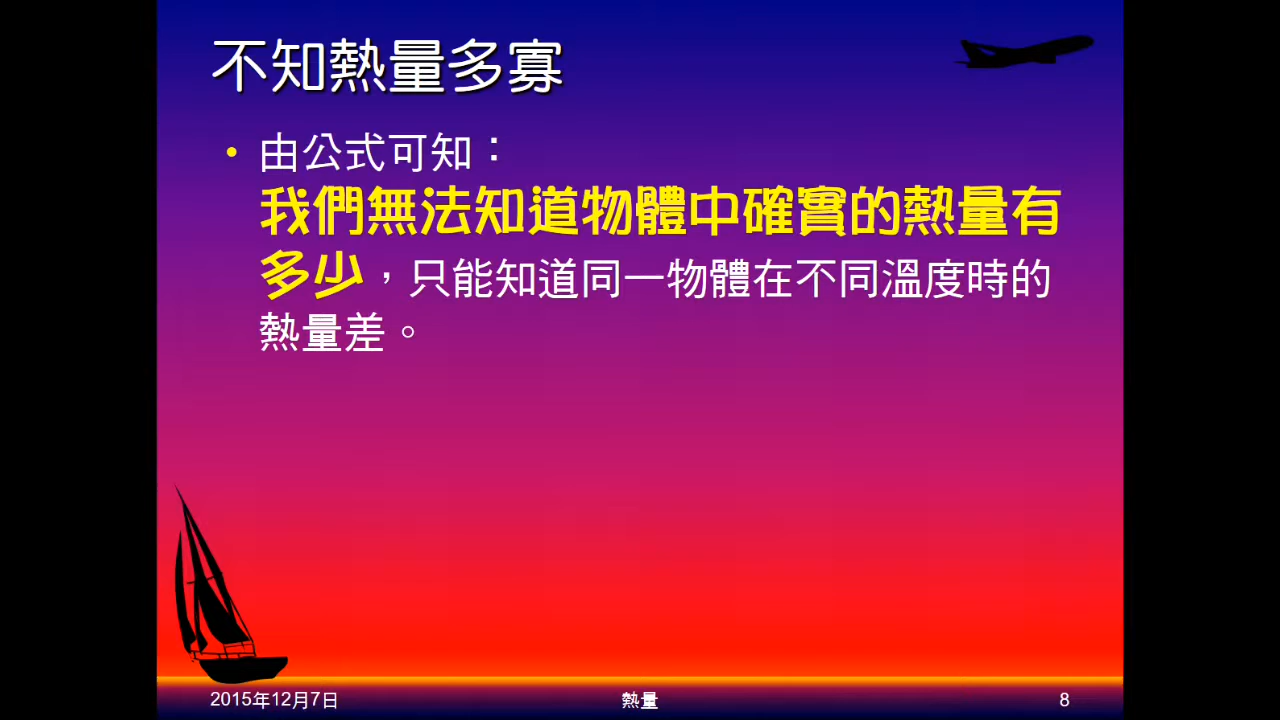 不知熱量多寡
• 由公式可知：
我們無法知道物體中確實的熱量有
多少，只能知道同一物體在不同溫度時的
熱量差。
2015年12月7日
熱量
8